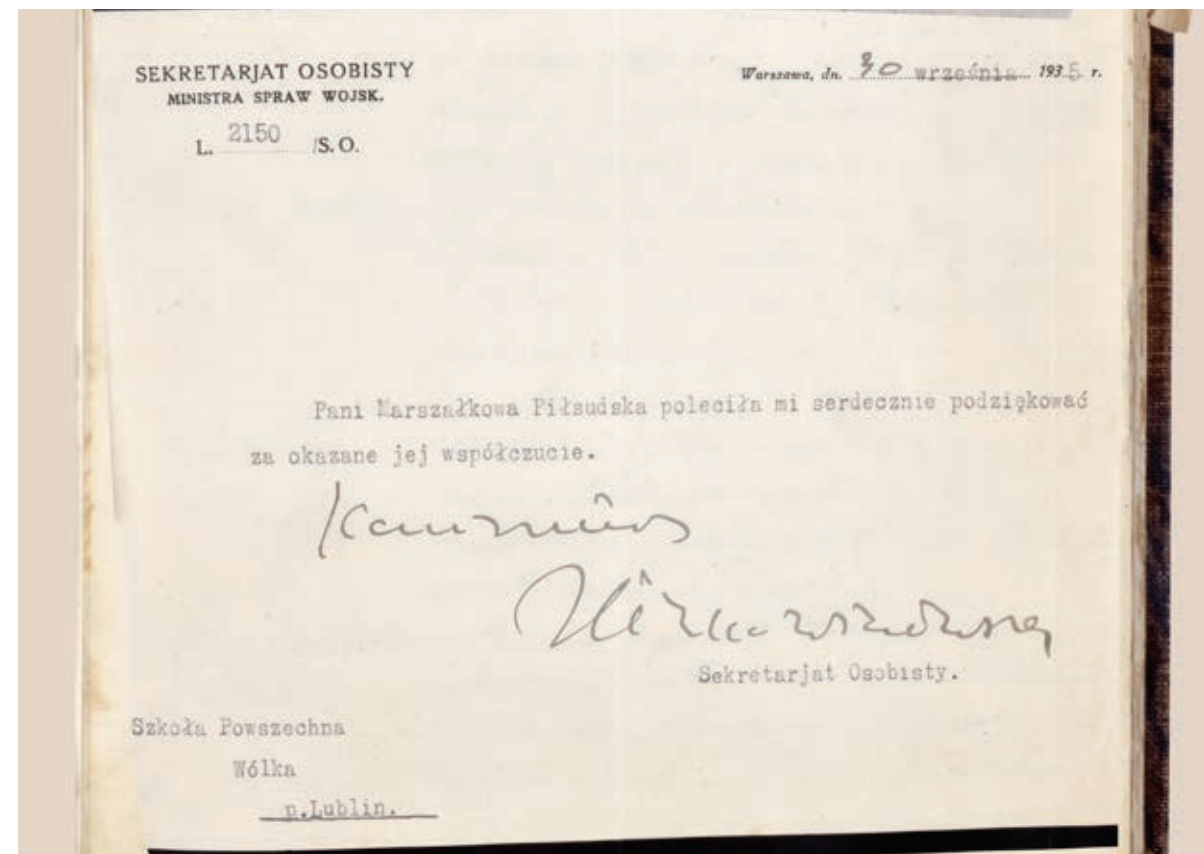 SEKRETARJAT OSOBISTY
MINISTRA SPRAW WOJSK.
L. 2150 /S.O.
Warszawa, dn. 30 września 1935 r.
Pani Marszałkowa Piłsudska poleciła mi serdecznie podziękować
za okazane jej współczucie.
Sekretarjat Osobisty.
Szkoła Powszechna
Wólka
p.Lublin.